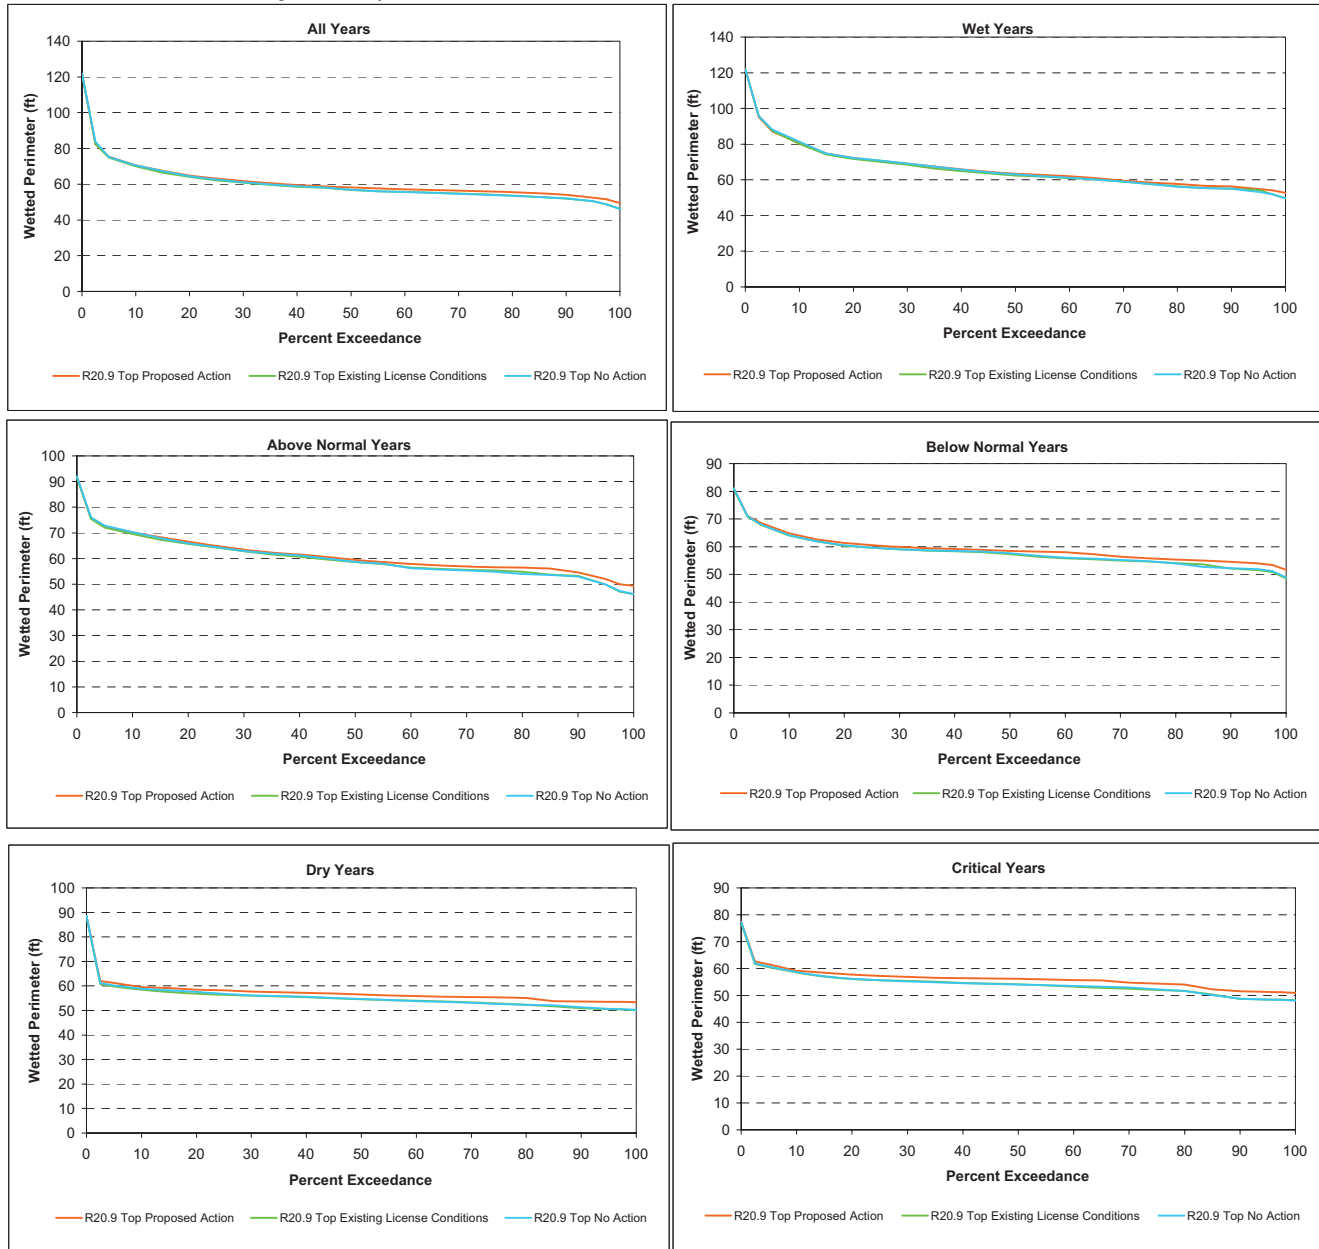 All Years
Wetted Perimeter (ft)
140
120
100
80
60
40
20
0
0 10 20 30 40 50 60 70 80 90 100
Percent Exceedance
R20.9 Top Proposed Action R20.9 Top Existing License Conditions R20.9 Top No Action
Wet Years
Wetted Perimeter (ft)
140
120
100
80
60
40
20
0
0 10 20 30 40 50 60 70 80 90 100
Percent Exceedance
R20.9 Top Proposed Action R20.9 Top Existing License Conditions R20.9 Top No Action
Above Normal Years
Wetted Perimeter (ft)
100
90
80
70
60
50
40
30
20
10
0
0 10 20 30 40 50 60 70 80 90 100
Percent Exceedance
R20.9 Top Proposed Action R20.9 Top Existing License Conditions R20.9 Top No Action
Below Normal Years
Wetted Perimeter (ft)
90
80
70
60
50
40
30
20
10
0
0 10 20 30 40 50 60 70 80 90 100
Percent Exceedance
R20.9 Top Proposed Action R20.9 Top Existing License Conditions R20.9 Top No Action
Dry Years
Wetted Perimeter (ft)
100
90
80
70
60
50
40
30
20
10
0
0 10 20 30 40 50 60 70 80 90 100
Percent Exceedance
R20.9 Top Proposed Action R20.9 Top Existing License Conditions R20.9 Top No Action
Critical Years
Wetted Perimeter (ft)
90
80
70
60
50
40
30
20
10
0
0 10 20 30 40 50 60 70 80 90 100
Percent Exceedance
R20.9 Top Proposed Action R20.9 Top Existing License Conditions R20.9 Top No Action